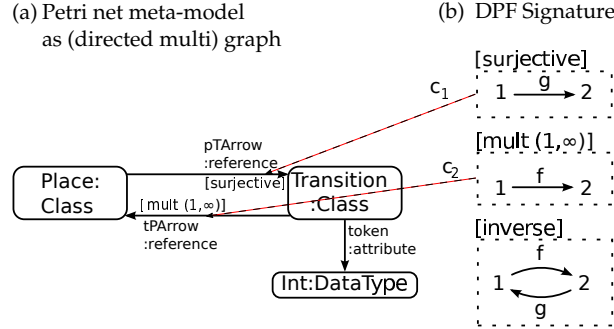 (a) Petri net meta-model
as (directed multi) graph
(b) DPF Signature
[surjective]
1 g 2
c1
pTArrow
:reference
[surjective]
[mult (1,∞)]
1 f 2
c2
Place:
Class
Transition
:Class
[mult (1,∞)]
tPArrow
:reference
token
:attribute
Int:DataType
[inverse]
f
1 2
g